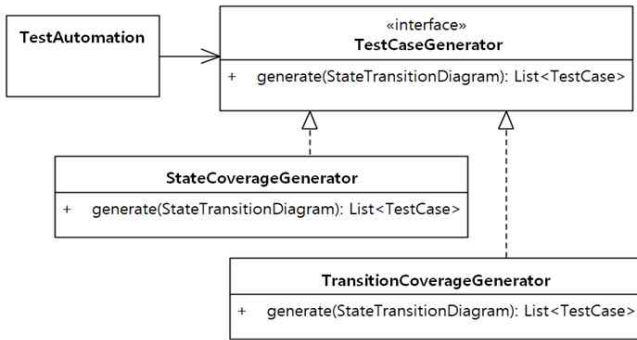 TestAutomation
«interface»
TestCaseGenerator
+ generate(StateTransitionDiagram): List<TestCase>
StateCoverageGenerator
+ generate(StateTransitionDiagram): List<TestCase>
TransitionCoverageGenerator
+ generate(StateTransitionDiagram): List<TestCase>